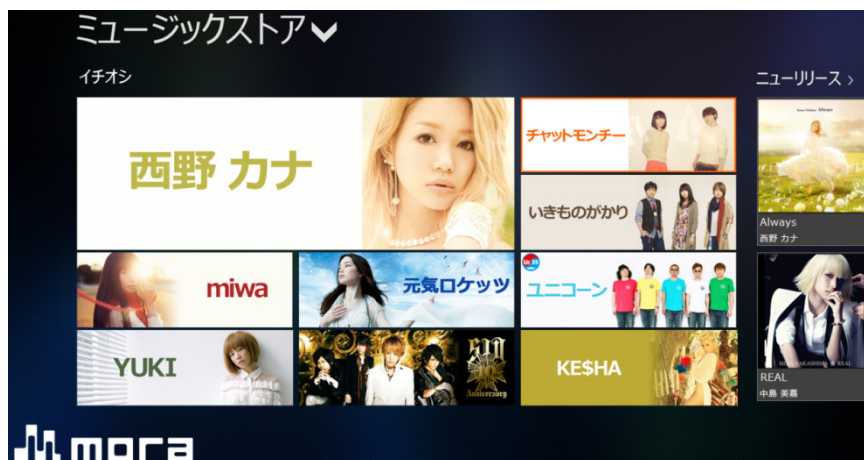 ミュージックストア
イチオシ
ニューリリース >
西野 カナ
チャットモンチー
いきものがかり
miwa
元気ロケッツ
ユニコーン
YUKI
SID
10
Anniversary
KE$HA
Always
西野 カナ
REAL
中島 美嘉
mora